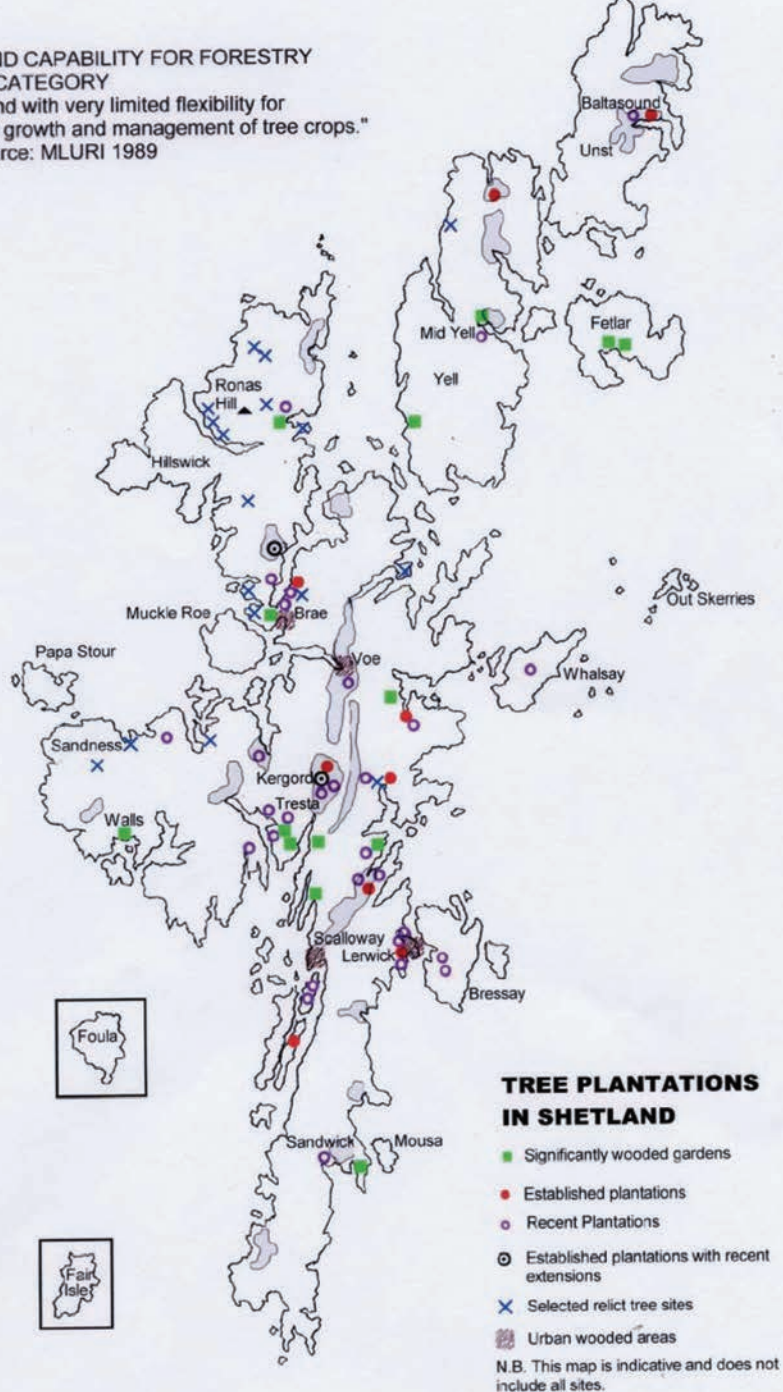 ND CAPABILITY FOR FORESTRY
CATEGORY
nd with very limited flexibility for
growth and management of tree crops."
rce: MLURI 1989
Baltasound
Unst
Mid Yell
Fetlar
Yell
Ronas
Hill
Hillswick
Out Skerries
Muckle Roe
Brae
Papa Stour
Voe
Whalsay
Sandness
Kergord
Tresta
Walls
Scalloway
Lerwick
Bressay
Foula
Sandwick
Mousa
Fair
Isle
TREE PLANTATIONS
IN SHETLAND
Significantly wooded gardens
Established plantations
Recent Plantations
Established plantations with recent
extensions
Selected relict tree sites
Urban wooded areas
N.B. This map is indicative and does not
include all sites.